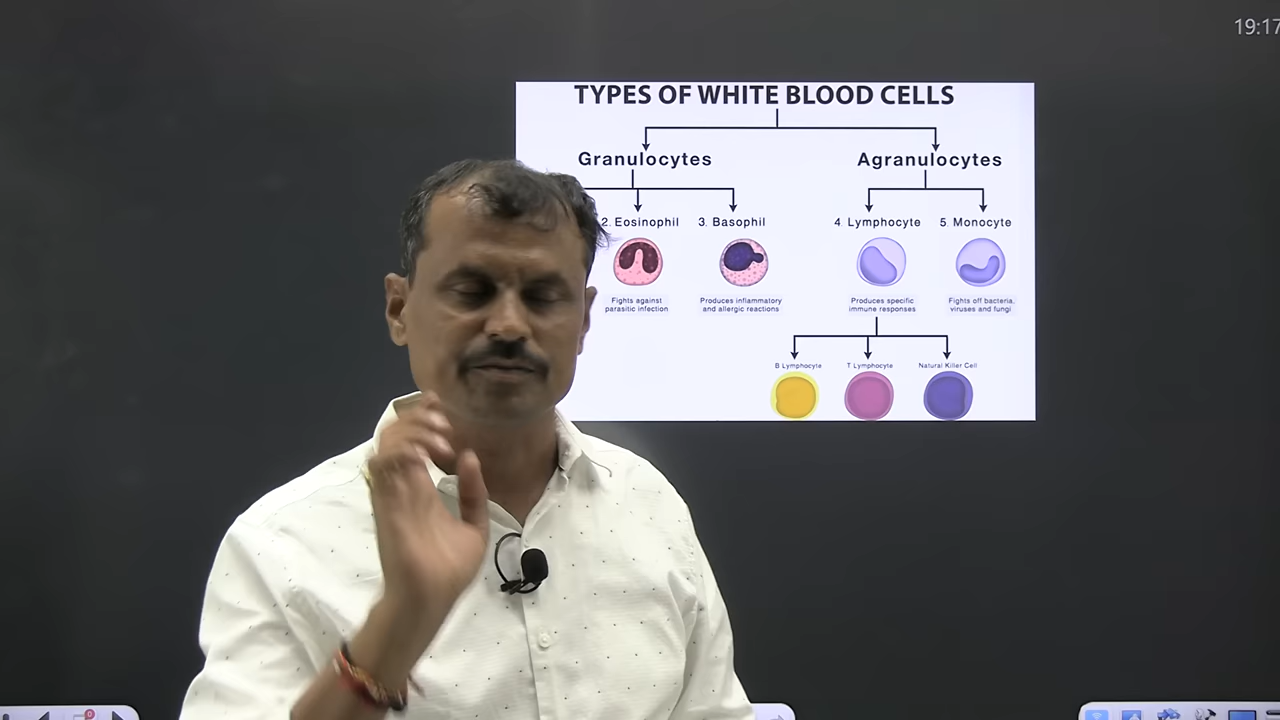 19:17
TYPES OF WHITE BLOOD CELLS
Granulocytes
Agranulocytes
2. Eosinophil
3. Basophil
4. Lymphocyte
5. Monocyte
Fights against
parasitic infection
Produces inflammatory
and allergic reactions
Produces specific
immune responses
Fights off bacteria,
viruses and fungi
B Lymphocyte
T Lymphocyte
Natural Killer Cell
0